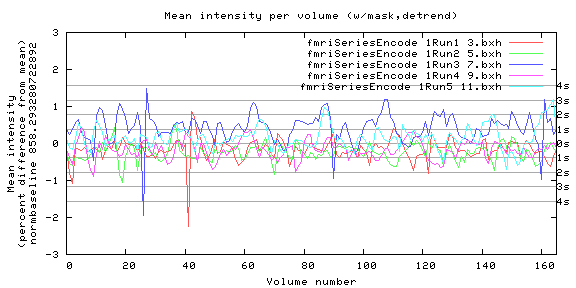 Mean intensity per volume (w/mask,detrend)
fmriSeriesEncode 1Run1 3.bxh
fmriSeriesEncode 1Run2 5.bxh
fmriSeriesEncode 1Run3 7.bxh
fmriSeriesEncode 1Run4 9.bxh
fmriSeriesEncode 1Run5 11.bxh
3
2
1
0
-1
-2
-3
4s
3s
2s
1s
0s
1s
2s
3s
4s
0
20
40
60
80
100
120
140
160
Volume number
Mean intensity
(percent difference from mean)
normbaseline 858.293280722892